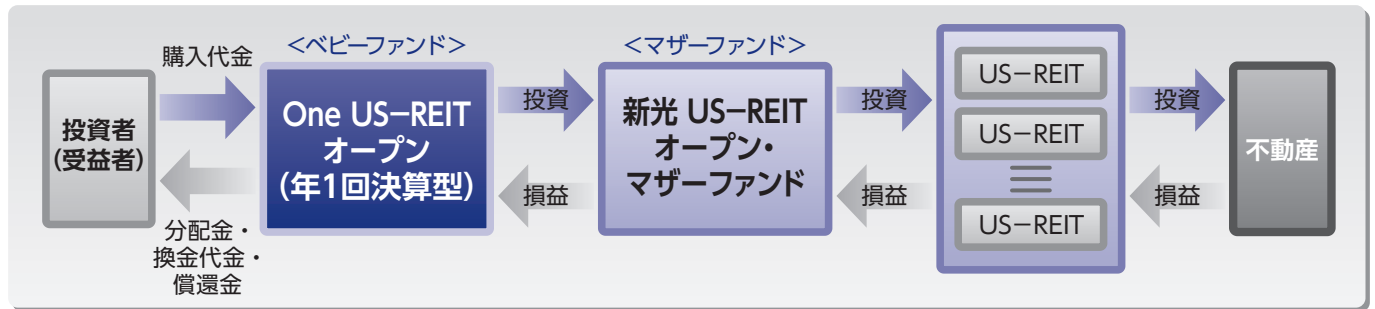 購入代金
投資者
(受益者)
分配金・
換金代金・
償還金
<ベビーファンド>
One US−REIT
オープン
(年1回決算型)
投資
損益
<マザーファンド>
新光 US−REIT
オープン・
マザーファンド
投資
損益
US−REIT
US−REIT
US−REIT
投資
損益
不動産